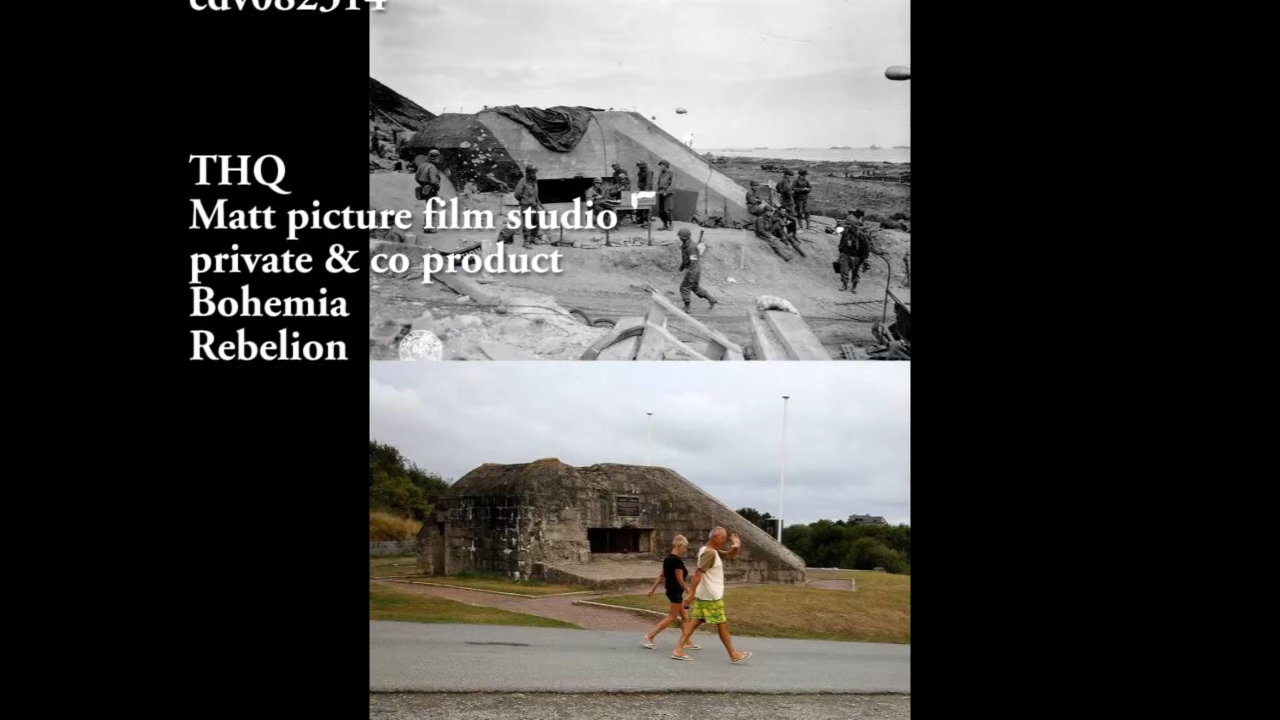 THQ
Matt picture film studio
private & co product
Bohemia
Rebelion